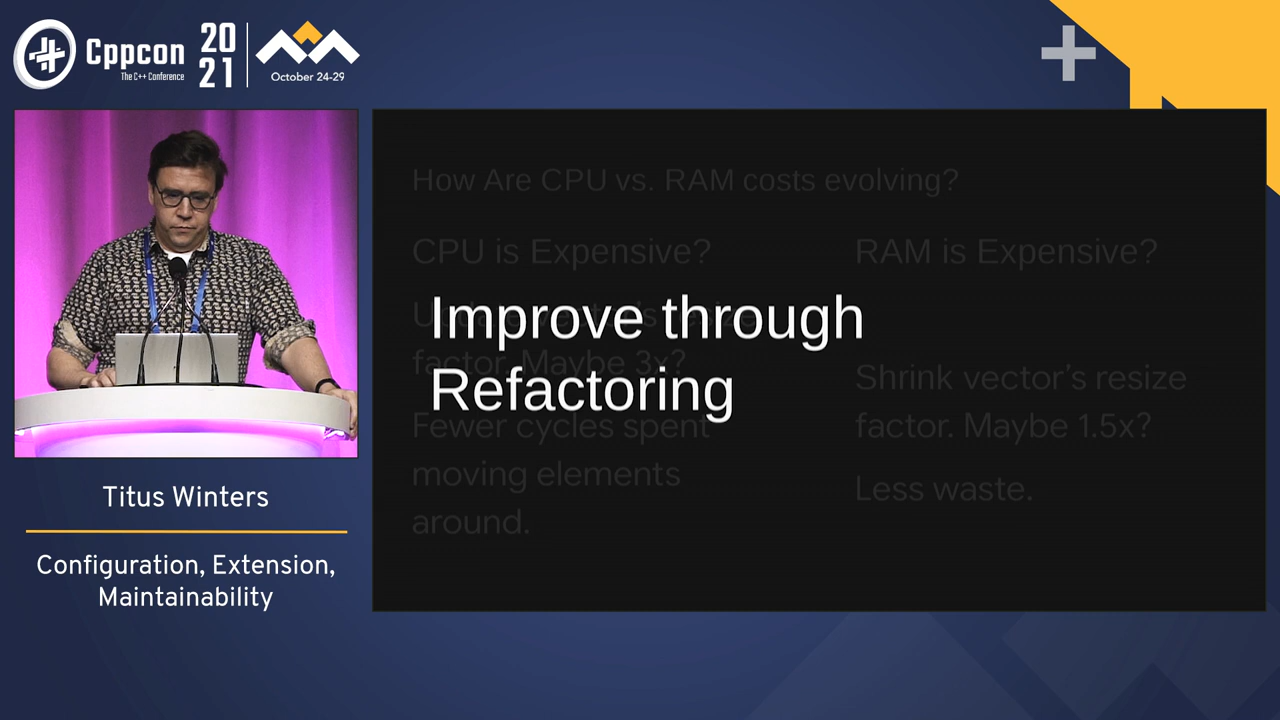 Cppcon
The C++ Conference
20
21
October 24-29
How Are CPU vs. RAM costs evolving?
CPU is Expensive?
RAM is Expensive?
Improve through
Refactoring
factor. Maybe 3x?
Fewer cycles spent
moving elements
around.
Shrink vector's resize
factor. Maybe 1.5x?
Less waste.
Titus Winters
Configuration, Extension,
Maintainability